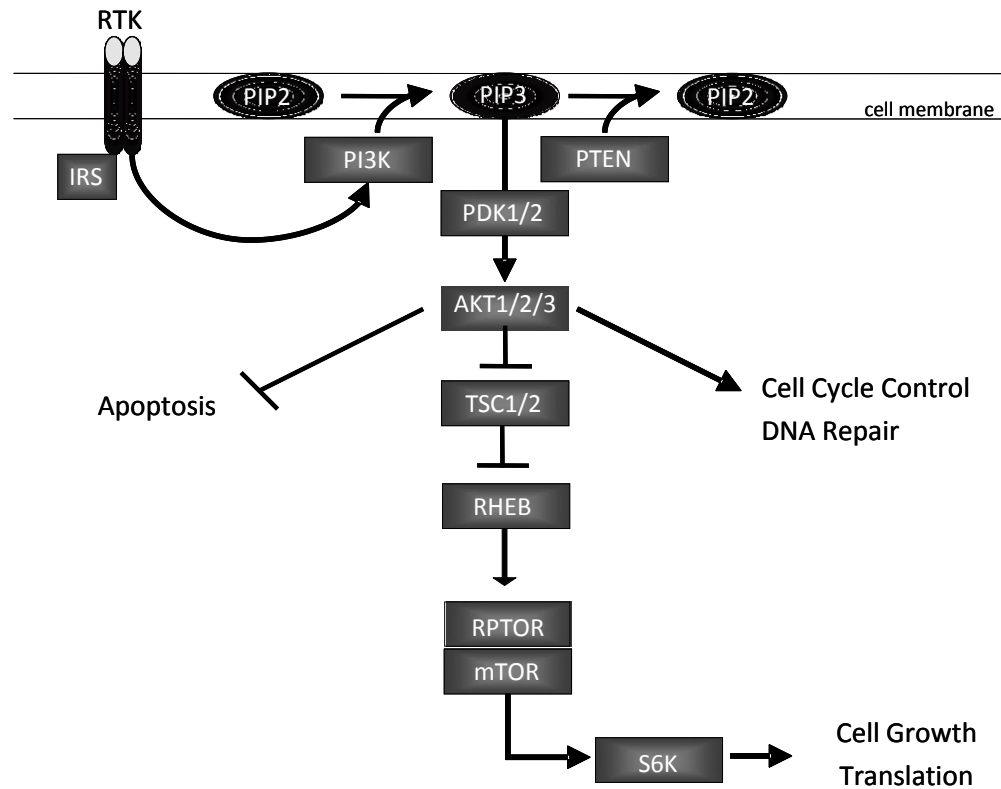 RTK
PIP2
PIP3
PIP2
cell membrane
PI3K
PTEN
IRS
PDK1/2
AKT1/2/3
Apoptosis
TSC1/2
Cell Cycle Control
DNA Repair
RHEB
RPTOR
mTOR
S6K
Cell Growth
Translation